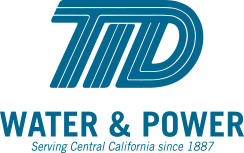 TID
WATER & POWER
Serving Central California since 1887